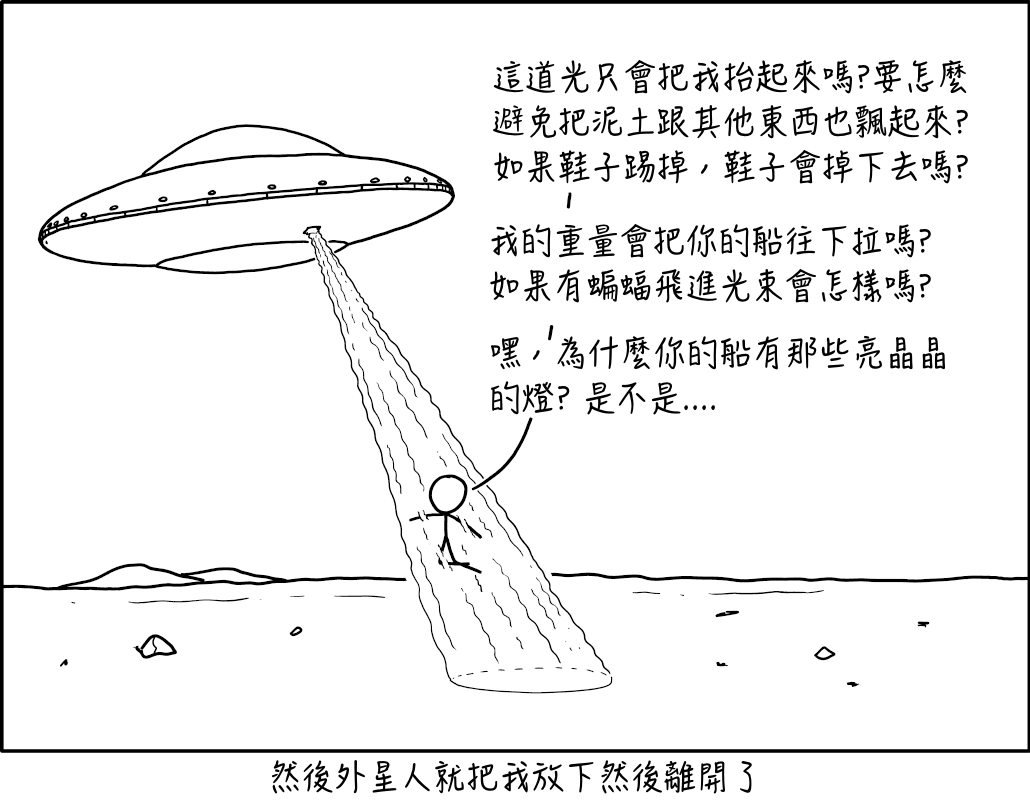 這道光只會把我抬起來嗎?要怎麼
避免把泥土跟其他東西也飄起來?
如果鞋子踢掉，鞋子會掉下去嗎?
我的重量會把你的船往下拉嗎?
如果有蝙蝠飛進光束會怎樣嗎?
嘿，為什麼你的船有那些亮晶晶
的燈? 是不是....
然後外星人就把我放下然後離開了